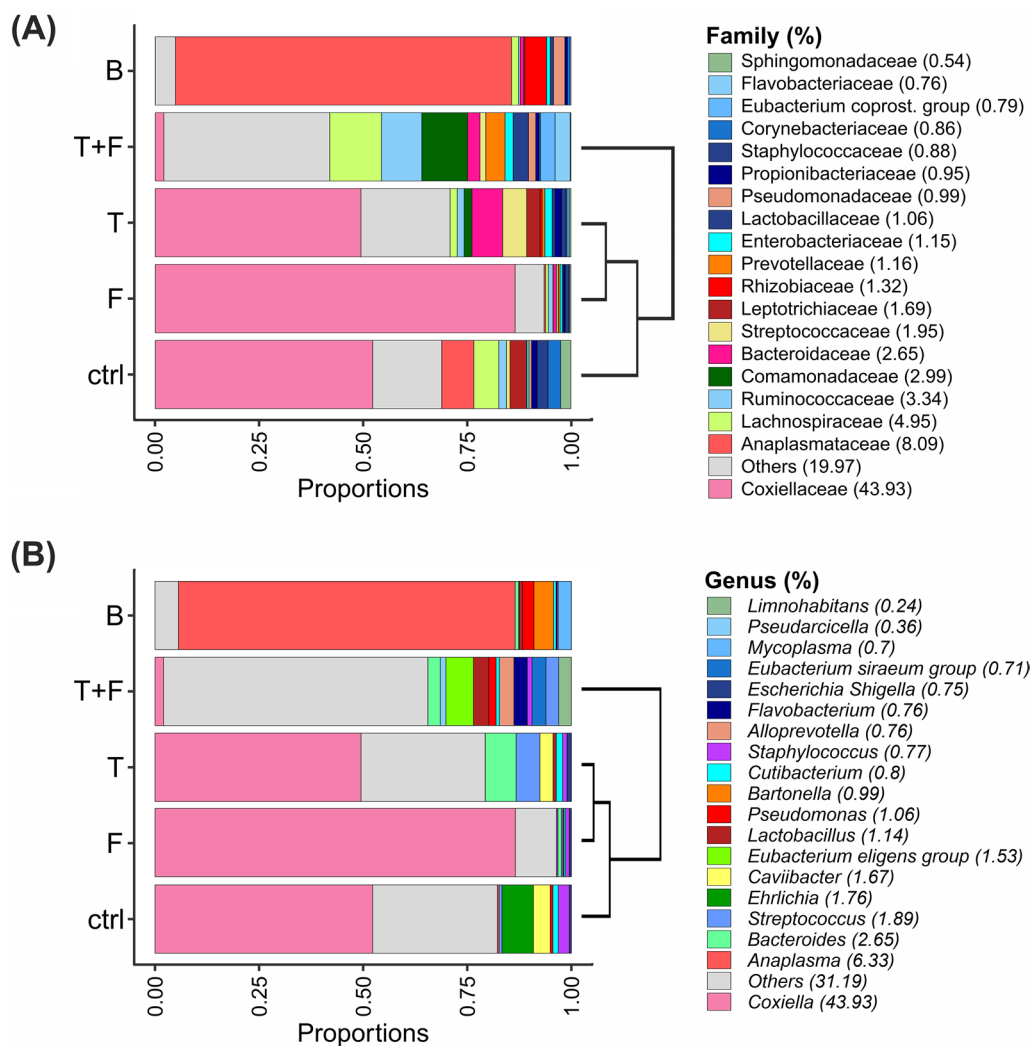 (A)
Family (%)
B
T+F
T
F
ctrl
0.00
0.25
0.50
0.75
1.00
Proportions
Sphingomonadaceae (0.54)
Flavobacteriaceae (0.76)
Eubacterium coprost. group (0.79)
Corynebacteriaceae (0.86)
Staphylococcaceae (0.88)
Propionibacteriaceae (0.95)
Pseudomonadaceae (0.99)
Lactobacillaceae (1.06)
Enterobacteriaceae (1.15)
Prevotellaceae (1.16)
Rhizobiaceae (1.32)
Leptotrichiaceae (1.69)
Streptococcaceae (1.95)
Bacteroidaceae (2.65)
Comamonadaceae (2.99)
Ruminococcaceae (3.34)
Lachnospiraceae (4.95)
Anaplasmataceae (8.09)
Others (19.97)
Coxiellaceae (43.93)
(B)
Genus (%)
B
T+F
T
F
ctrl
0.00
0.25
0.50
0.75
1.00
Proportions
Limnohabitans (0.24)
Pseudarcicella (0.36)
Mycoplasma (0.7)
Eubacterium siraeum group (0.71)
Escherichia Shigella (0.75)
Flavobacterium (0.76)
Alloprevotella (0.76)
Staphylococcus (0.77)
Cutibacterium (0.8)
Bartonella (0.99)
Pseudomonas (1.06)
Lactobacillus (1.14)
Eubacterium eligens group (1.53)
Caviibacter (1.67)
Ehrlichia (1.76)
Streptococcus (1.89)
Bacteroides (2.65)
Anaplasma (6.33)
Others (31.19)
Coxiella (43.93)